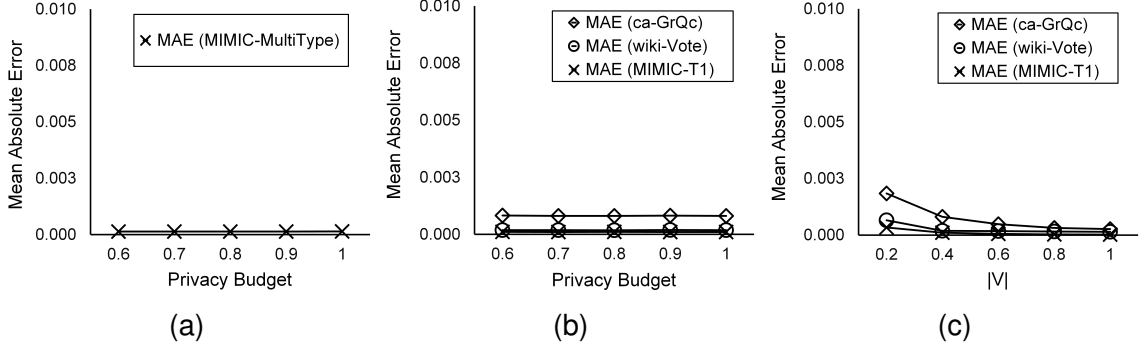 0.010
0.008
0.005
0.003
0.000
Mean Absolute Error
MAE (MIMIC-MultiType)
0.6 0.7 0.8 0.9 1
Privacy Budget
(a)
0.010
0.008
0.005
0.003
0.000
Mean Absolute Error
MAE (ca-GrQc)
MAE (wiki-Vote)
MAE (MIMIC-T1)
0.6 0.7 0.8 0.9 1
Privacy Budget
(b)
0.010
0.008
0.005
0.003
0.000
Mean Absolute Error
MAE (ca-GrQc)
MAE (wiki-Vote)
MAE (MIMIC-T1)
0.2 0.4 0.6 0.8 1
|V|
(c)